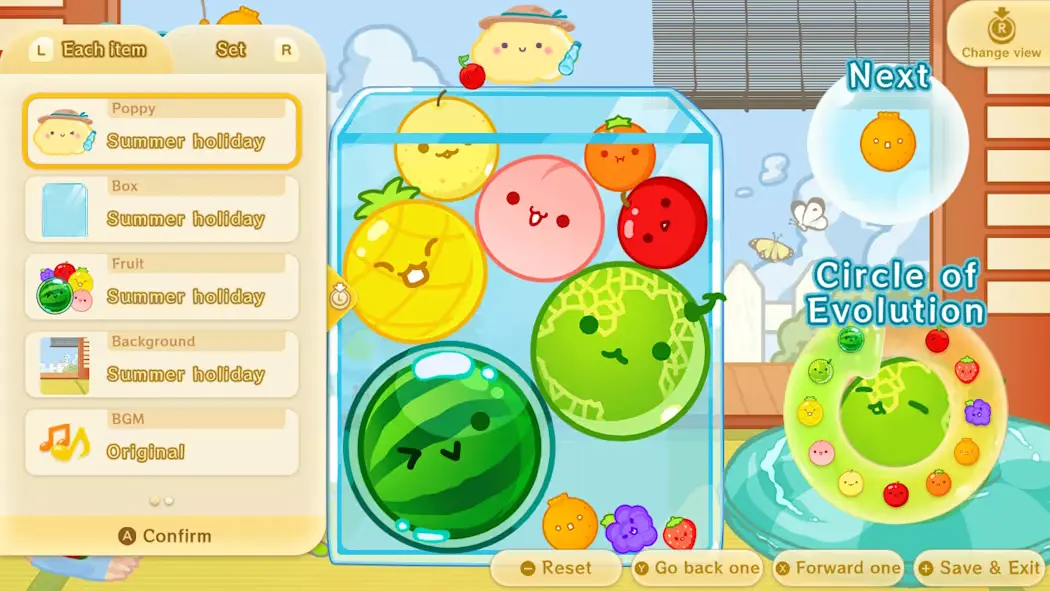 L Each item
Set R
Poppy
Summer holiday
Box
Summer holiday
Fruit
Summer holiday
Background
Summer holiday
BGM
Original
A Confirm
R
Change view
Next
Circle of
Evolution
Reset
Y Go back one
X Forward one
+ Save & Exit